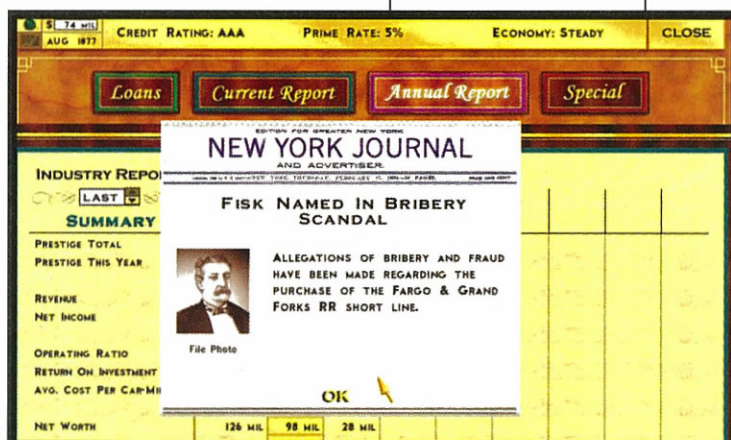 $ 74 MIL
AUG 1877
CREDIT RATING: AAA
PRIME RATE: 5%
ECONOMY: STEADY
CLOSE
Loans
Current Report
Annual Report
Special
EDITION FOR GREATER NEW YORK
NEW YORK JOURNAL
AND ADVERTISER.
FISK NAMED IN BRIBERY
SCANDAL
ALLEGATIONS OF BRIBERY AND FRAUD
HAVE BEEN MADE REGARDING THE
PURCHASE OF THE FARGO & GRAND
FORKS RR SHORT LINE.
File Photo
OK
INDUSTRY REPO
LAST
SUMMARY
PRESTIGE TOTAL
PRESTIGE THIS YEAR
REVENUE
NET INCOME
OPERATING RATIO
RETURN ON INVESTMENT
AVG. COST PER CAR-MI
NET WORTH 126 MIL 98 MIL 28 MIL